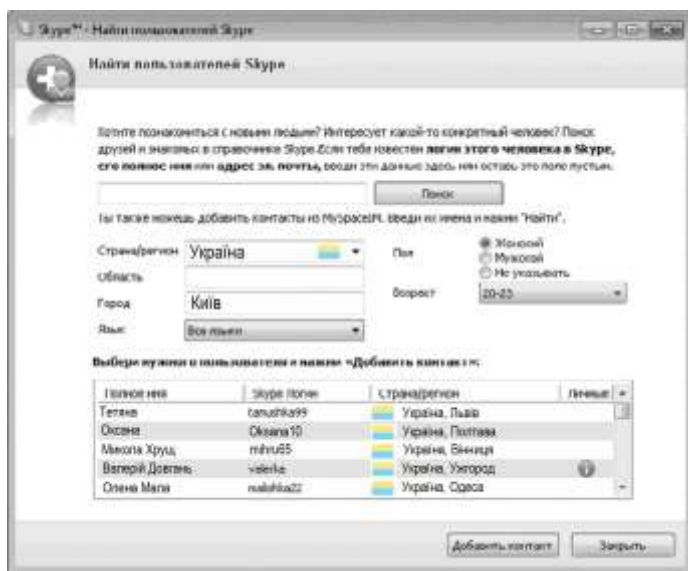 Skype™ - Найти пользователей Skype
Найти пользователей Skype
Хотите познакомиться с новыми людьми? Интересует какой-то конкретный человек? Поиск
друзей и знакомых в справочнике Skype.Если тебе известен логин этого человека в Skype,
его полное имя или адрес эл. почты, введи эти данные здесь или оставь это поле пустым.
Поиск
Ты также можешь добавить контакты из MySpaceIM. Введи их имена и нажми "Найти".
Страна/регион Україна Пол Женский
Мужской
Область Не указывать
Город Київ Возраст 20-25
Язык Все языки
Выбери нужного пользователя и нажми «Добавить контакт»:
Полное имя Skype Логин Страна/регион Личные
Тетяна tanushka99 Україна, Львів
Оксана Oksana10 Україна, Полтава
Микола Хрущ mihru65 Україна, Вінниця
Валерій Довгань valerka Україна, Ужгород
Олена Мала malishka22 Україна, Одеса
Добавить контакт Закрыть